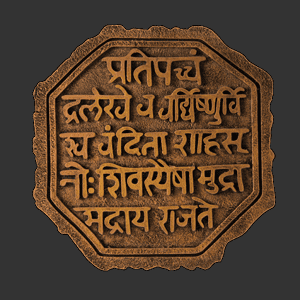 प्रतिपच्चं
द्रलेखेव वर्धिष्णुर्वि
श्व वंदिता शाहसू
नोः शिवस्यैषा मुद्रा
भद्राय राजते